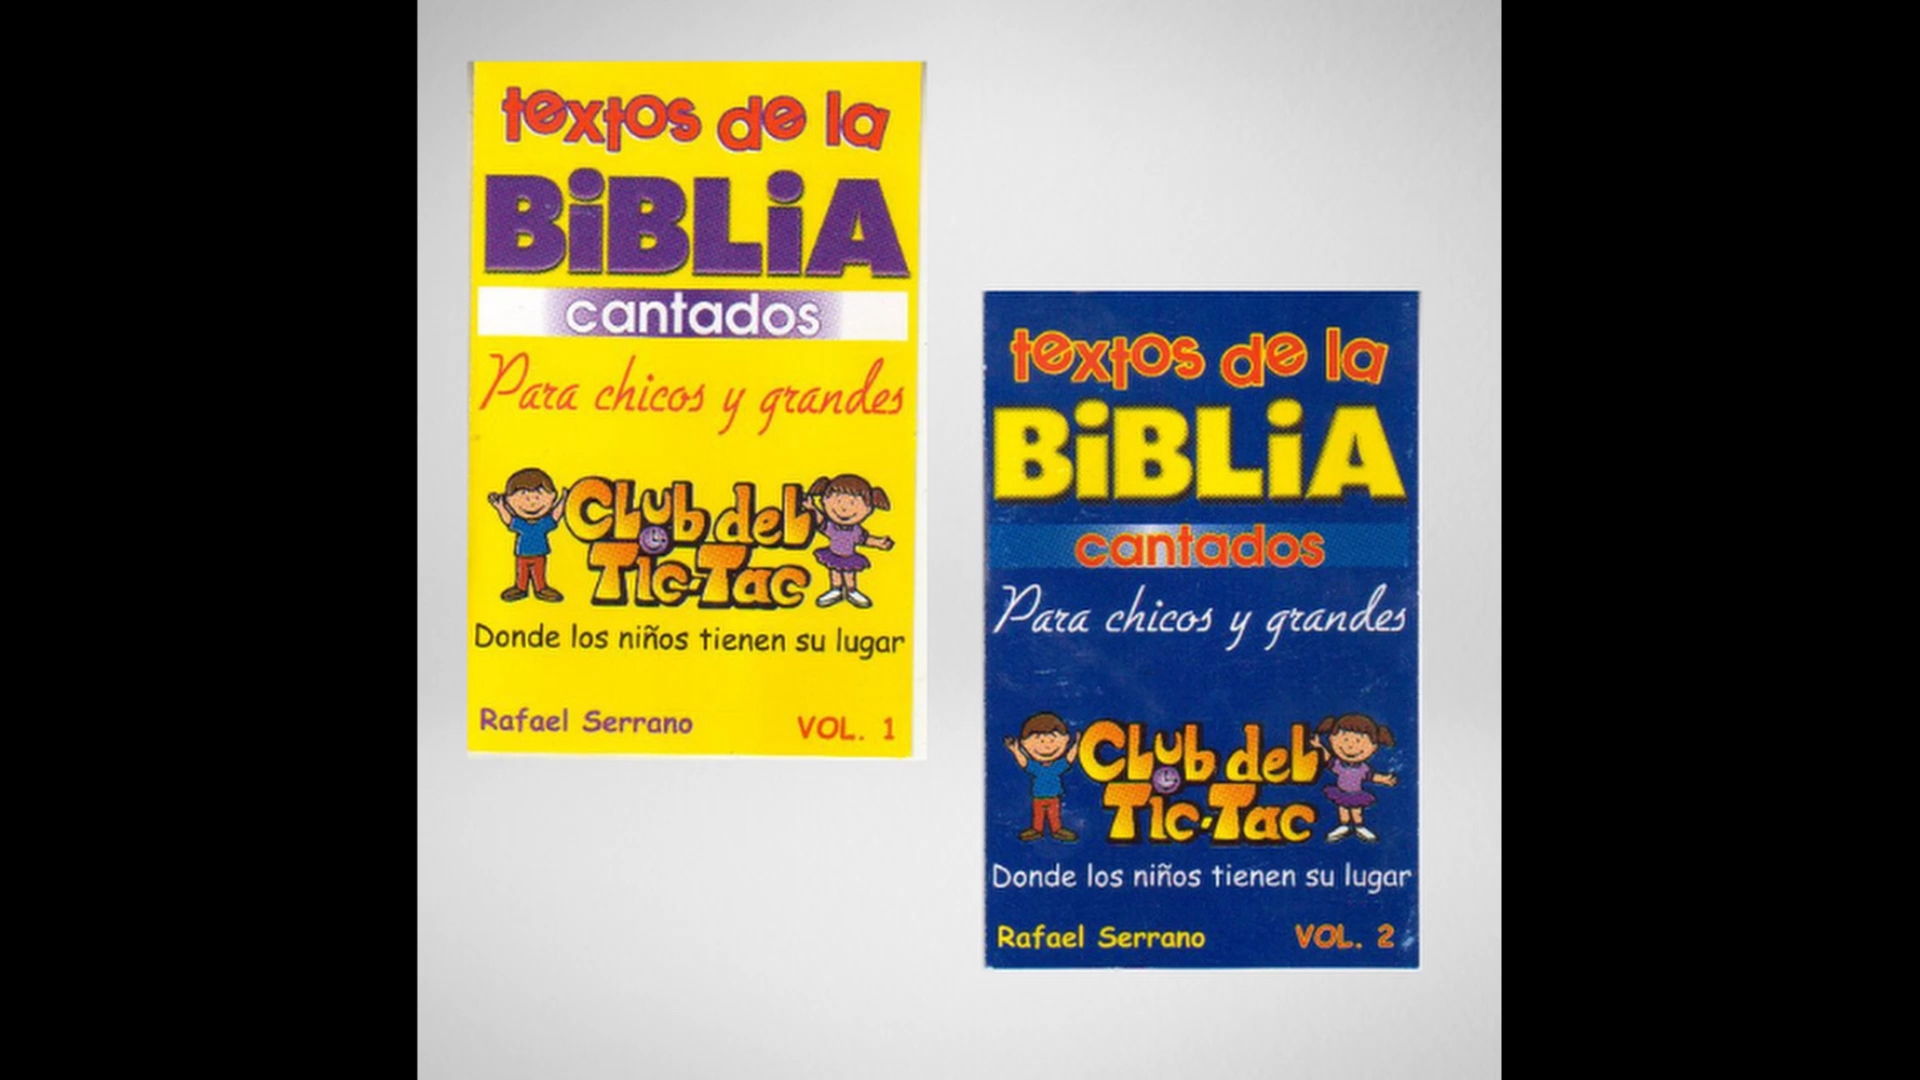 textos de la
BiBLiA
cantados
Para chicos y grandes
Club del
Tic-Tac
Donde los niños tienen su lugar
Rafael Serrano VOL. 1
textos de la
BiBLiA
cantados
Para chicos y grandes
Club del
Tic-Tac
Donde los niños tienen su lugar
Rafael Serrano VOL. 2